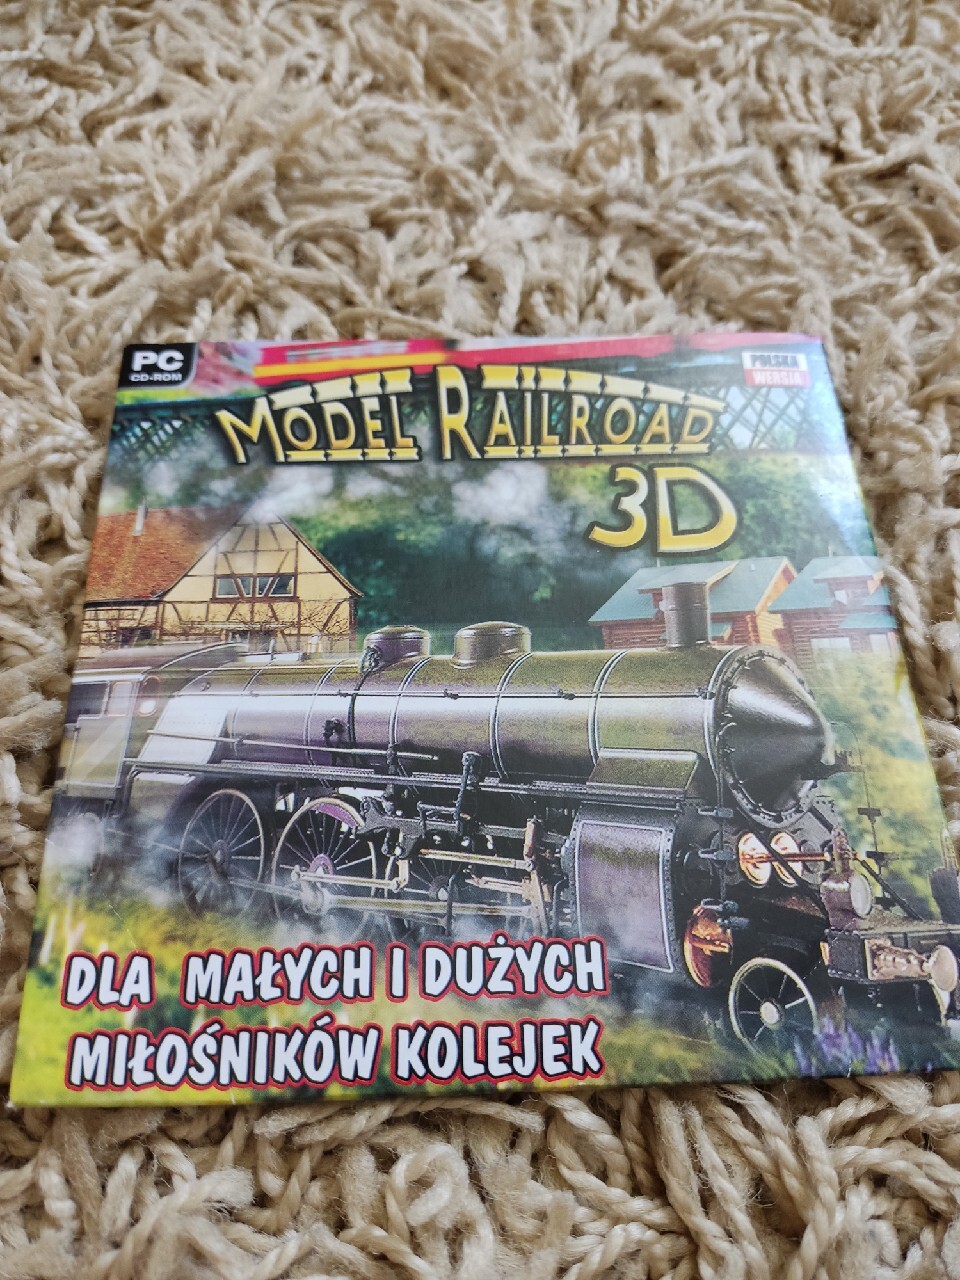 PC
CD-ROM
POLSKA
WERSJA
MODEL RAILROAD
3D
DLA MAŁYCH I DUŻYCH
MIŁOŚNIKÓW KOLEJEK